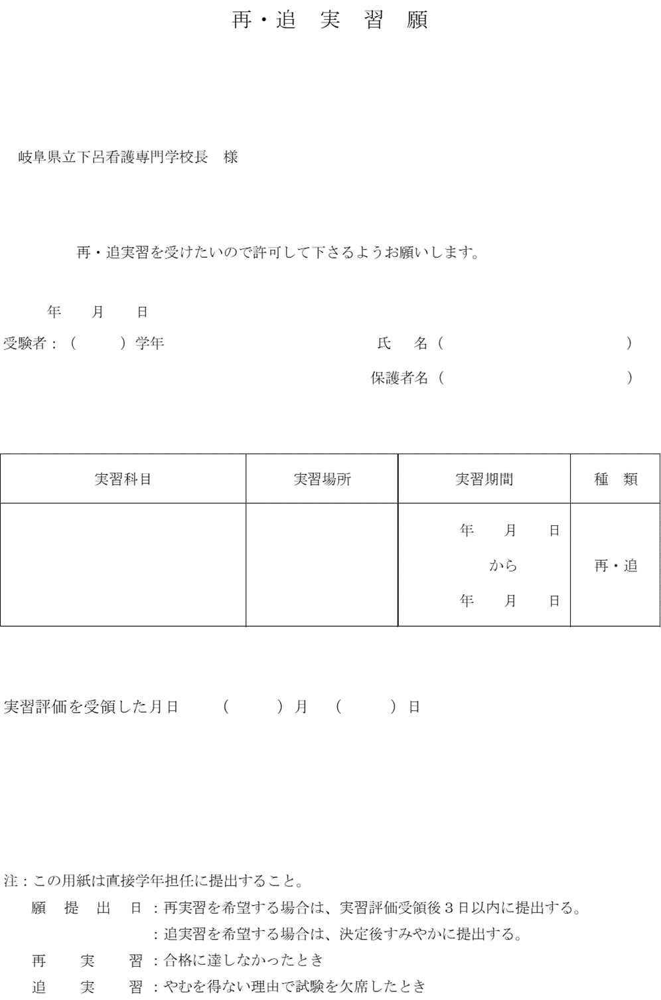 再・追　実　習　願
岐阜県立下呂看護専門学校長　様
再・追実習を受けたいので許可して下さるようお願いします。
年　　月　　日
受験者：（　　　）学年　　　　　氏　名（　　　　　　　　　　　　）
保護者名（　　　　　　　　　　　　）
実習科目　実習場所　実習期間　種　類
年　　月　　日
から　再・追
年　　月　　日
実習評価を受領した月日　　（　　　）月　（　　　）日
注：この用紙は直接学年担任に提出すること。
願　提　出　日：再実習を希望する場合は、実習評価受領後３日以内に提出する。
：追実習を希望する場合は、決定後すみやかに提出する。
再　　実　　習：合格に達しなかったとき
追　　実　　習：やむを得ない理由で試験を欠席したとき